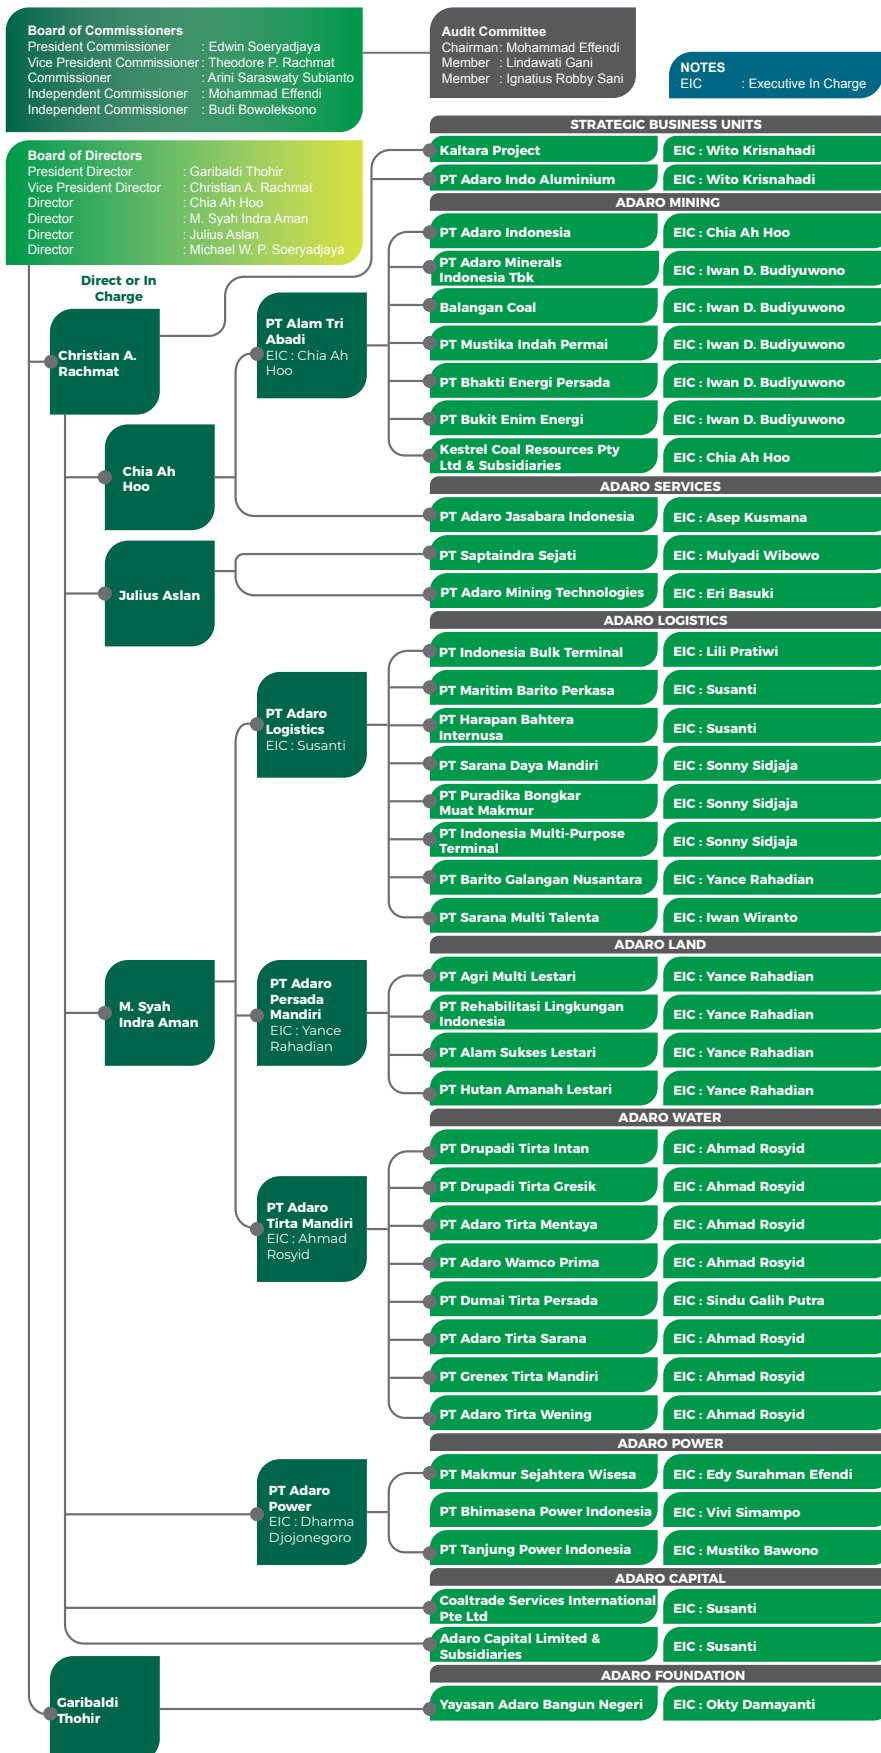 Board of Commissioners
President Commissioner : Edwin Soeryadjaya
Vice President Commissioner : Theodore P. Rachmat
Commissioner : Arini Saraswaty Subianto
Independent Commissioner : Mohammad Effendi
Independent Commissioner : Budi Bowoleksono
Audit Committee
Chairman : Mohammad Effendi
Member : Lindawati Gani
Member : Ignatius Robby Sani
NOTES
EIC : Executive In Charge
Board of Directors
President Director : Garibaldi Thohir
Vice President Director : Christian A. Rachmat
Director : Chia Ah Hoo
Director : M. Syah Indra Aman
Director : Julius Aslan
Director : Michael W. P. Soeryadjaya
Direct or In
Charge
Christian A.
Rachmat
Chia Ah
Hoo
Julius Aslan
M. Syah
Indra Aman
Garibaldi
Thohir
PT Alam Tri
Abadi
EIC : Chia Ah
Hoo
PT Adaro
Logistics
EIC : Susanti
PT Adaro
Persada
Mandiri
EIC : Yance
Rahadian
PT Adaro
Tirta Mandiri
EIC : Ahmad
Rosyid
PT Adaro
Power
EIC : Dharma
Djojonegoro
STRATEGIC BUSINESS UNITS
Kaltara Project EIC : Wito Krisnahadi
PT Adaro Indo Aluminium EIC : Wito Krisnahadi
ADARO MINING
PT Adaro Indonesia EIC : Chia Ah Hoo
PT Adaro Minerals
Indonesia Tbk EIC : Iwan D. Budiyuwono
Balangan Coal EIC : Iwan D. Budiyuwono
PT Mustika Indah Permai EIC : Iwan D. Budiyuwono
PT Bhakti Energi Persada EIC : Iwan D. Budiyuwono
PT Bukit Enim Energi EIC : Iwan D. Budiyuwono
Kestrel Coal Resources Pty
Ltd & Subsidiaries EIC : Chia Ah Hoo
ADARO SERVICES
PT Adaro Jasabara Indonesia EIC : Asep Kusmana
PT Saptaindra Sejati EIC : Mulyadi Wibowo
PT Adaro Mining Technologies EIC : Eri Basuki
ADARO LOGISTICS
PT Indonesia Bulk Terminal EIC : Lili Pratiwi
PT Maritim Barito Perkasa EIC : Susanti
PT Harapan Bahtera
Internusa EIC : Susanti
PT Sarana Daya Mandiri EIC : Sonny Sidjaja
PT Puradika Bongkar
Muat Makmur EIC : Sonny Sidjaja
PT Indonesia Multi-Purpose
Terminal EIC : Sonny Sidjaja
PT Barito Galangan Nusantara EIC : Yance Rahadian
PT Sarana Multi Talenta EIC : Iwan Wiranto
ADARO LAND
PT Agri Multi Lestari EIC : Yance Rahadian
PT Rehabilitasi Lingkungan
Indonesia EIC : Yance Rahadian
PT Alam Sukses Lestari EIC : Yance Rahadian
PT Hutan Amanah Lestari EIC : Yance Rahadian
ADARO WATER
PT Drupadi Tirta Intan EIC : Ahmad Rosyid
PT Drupadi Tirta Gresik EIC : Ahmad Rosyid
PT Adaro Tirta Mentaya EIC : Ahmad Rosyid
PT Adaro Wamco Prima EIC : Ahmad Rosyid
PT Dumai Tirta Persada EIC : Sindu Galih Putra
PT Adaro Tirta Sarana EIC : Ahmad Rosyid
PT Grenex Tirta Mandiri EIC : Ahmad Rosyid
PT Adaro Tirta Wening EIC : Ahmad Rosyid
ADARO POWER
PT Makmur Sejahtera Wisesa EIC : Edy Surahman Efendi
PT Bhimasena Power Indonesia EIC : Vivi Simampo
PT Tanjung Power Indonesia EIC : Mustiko Bawono
ADARO CAPITAL
Coaltrade Services International
Pte Ltd EIC : Susanti
Adaro Capital Limited &
Subsidiaries EIC : Susanti
ADARO FOUNDATION
Yayasan Adaro Bangun Negeri EIC : Okty Damayanti